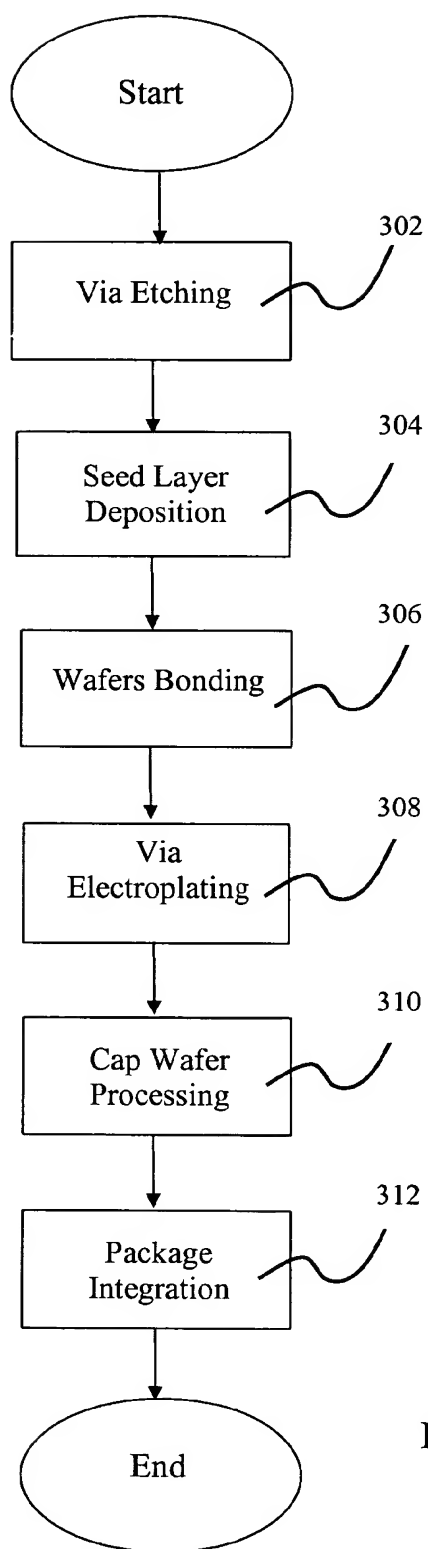 Start
302
Via Etching
304
Seed Layer
Deposition
306
Wafers Bonding
308
Via
Electroplating
310
Cap Wafer
Processing
312
Package
Integration
End